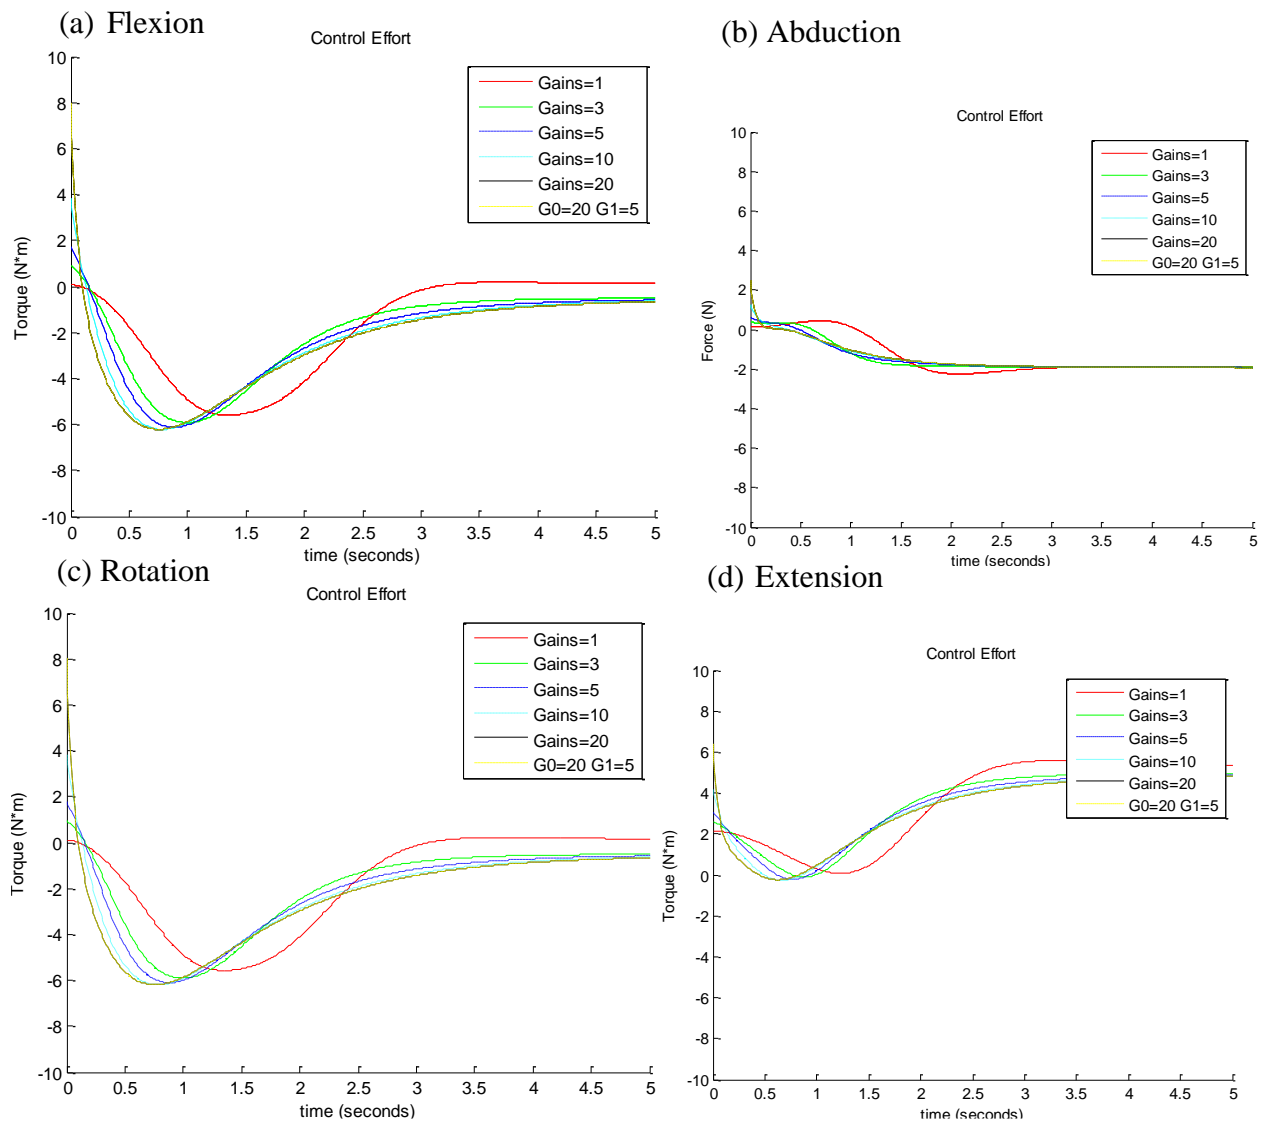 (a) Flexion
Control Effort
10
8
6
4
2
0
-2
-4
-6
-8
-10
Torque (N*m)
Gains=1
Gains=3
Gains=5
Gains=10
Gains=20
G0=20 G1=5
0 0.5 1 1.5 2 2.5 3 3.5 4 4.5 5
time (seconds)
(b) Abduction
Control Effort
10
8
6
4
2
0
-2
-4
-6
-8
-10
Force (N)
Gains=1
Gains=3
Gains=5
Gains=10
Gains=20
G0=20 G1=5
0 0.5 1 1.5 2 2.5 3 3.5 4 4.5 5
time (seconds)
(c) Rotation
Control Effort
10
8
6
4
2
0
-2
-4
-6
-8
-10
Torque (N*m)
Gains=1
Gains=3
Gains=5
Gains=10
Gains=20
G0=20 G1=5
0 0.5 1 1.5 2 2.5 3 3.5 4 4.5 5
time (seconds)
(d) Extension
Control Effort
10
8
6
4
2
0
-2
-4
-6
-8
-10
Torque (N*m)
Gains=1
Gains=3
Gains=5
Gains=10
Gains=20
G0=20 G1=5
0 0.5 1 1.5 2 2.5 3 3.5 4 4.5 5
time (seconds)